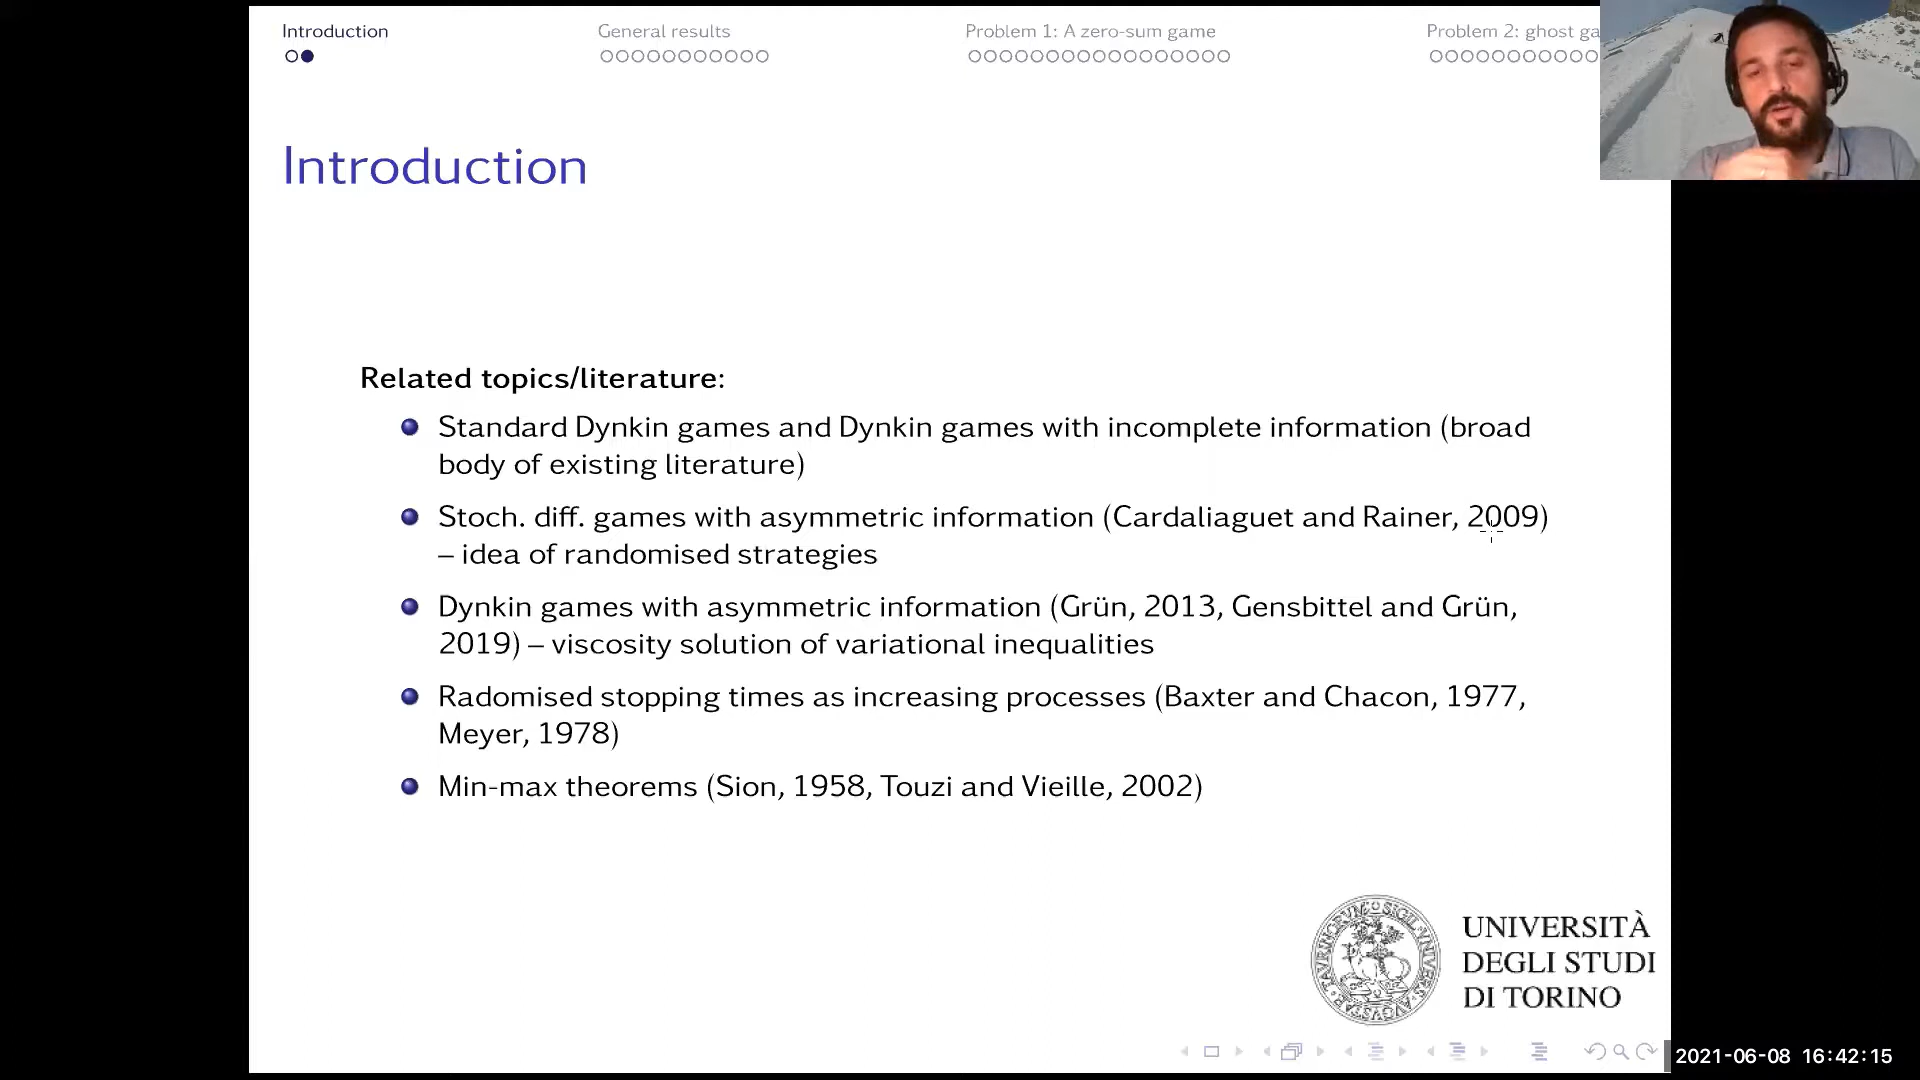 Introduction
General results
Problem 1: A zero-sum game
Problem 2: ghost ga
Introduction
Related topics/literature:
Standard Dynkin games and Dynkin games with incomplete information (broad
body of existing literature)
Stoch. diff. games with asymmetric information (Cardaliaguet and Rainer, 2009)
– idea of randomised strategies
Dynkin games with asymmetric information (Grün, 2013, Gensbittel and Grün,
2019) – viscosity solution of variational inequalities
Radomised stopping times as increasing processes (Baxter and Chacon, 1977,
Meyer, 1978)
Min-max theorems (Sion, 1958, Touzi and Vieille, 2002)
UNIVERSITÀ
DEGLI STUDI
DI TORINO
2021-06-08 16:42:15